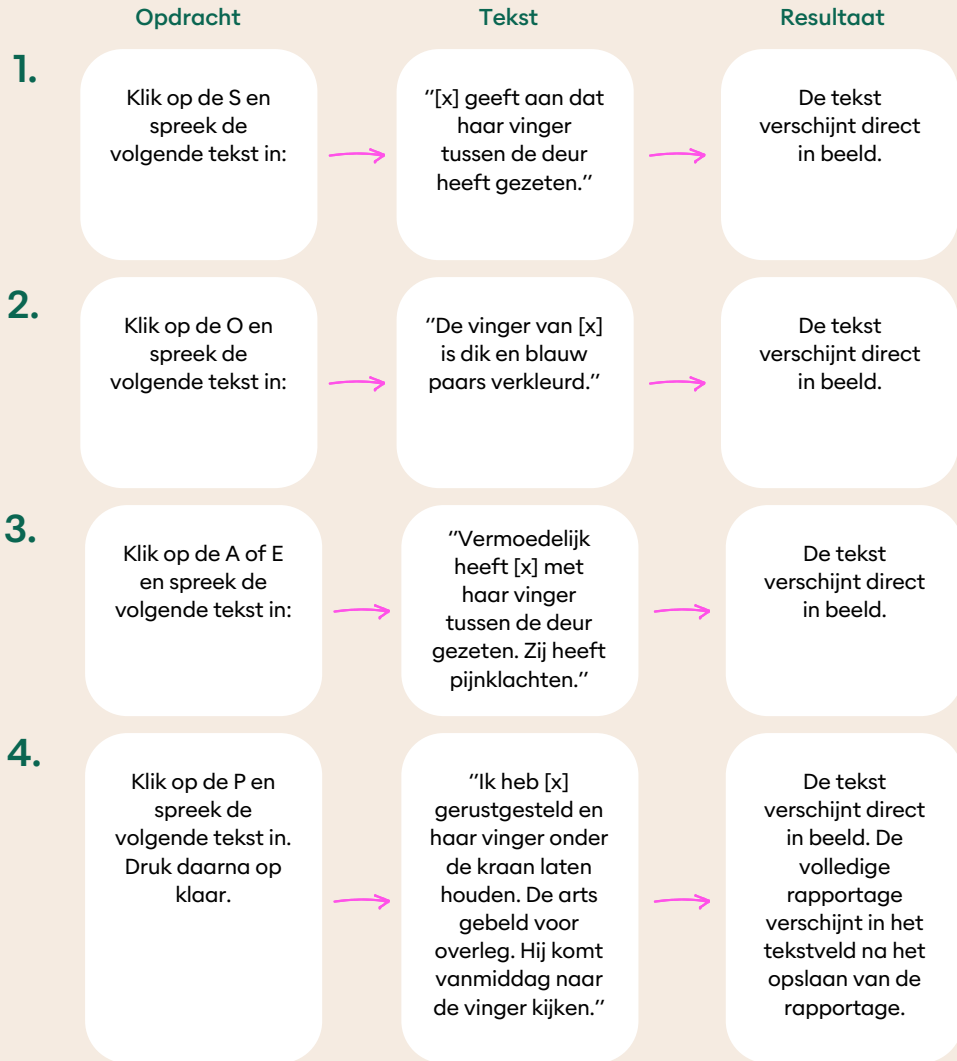 Opdracht
Tekst
Resultaat
1.
Klik op de S en
spreek de
volgende tekst in:
"[x] geeft aan dat
haar vinger
tussen de deur
heeft gezeten."
De tekst
verschijnt direct
in beeld.
2.
Klik op de O en
spreek de
volgende tekst in:
"De vinger van [x]
is dik en blauw
paars verkleurd."
De tekst
verschijnt direct
in beeld.
3.
Klik op de A of E
en spreek de
volgende tekst in:
"Vermoedelijk
heeft [x] met
haar vinger
tussen de deur
gezeten. Zij heeft
pijnklachten."
De tekst
verschijnt direct
in beeld.
4.
Klik op de P en
spreek de
volgende tekst in.
Druk daarna op
klaar.
"Ik heb [x]
gerustgesteld en
haar vinger onder
de kraan laten
houden. De arts
gebeld voor
overleg. Hij komt
vanmiddag naar
de vinger kijken."
De tekst
verschijnt direct
in beeld. De
volledige
rapportage
verschijnt in het
tekstveld na het
opslaan van de
rapportage.